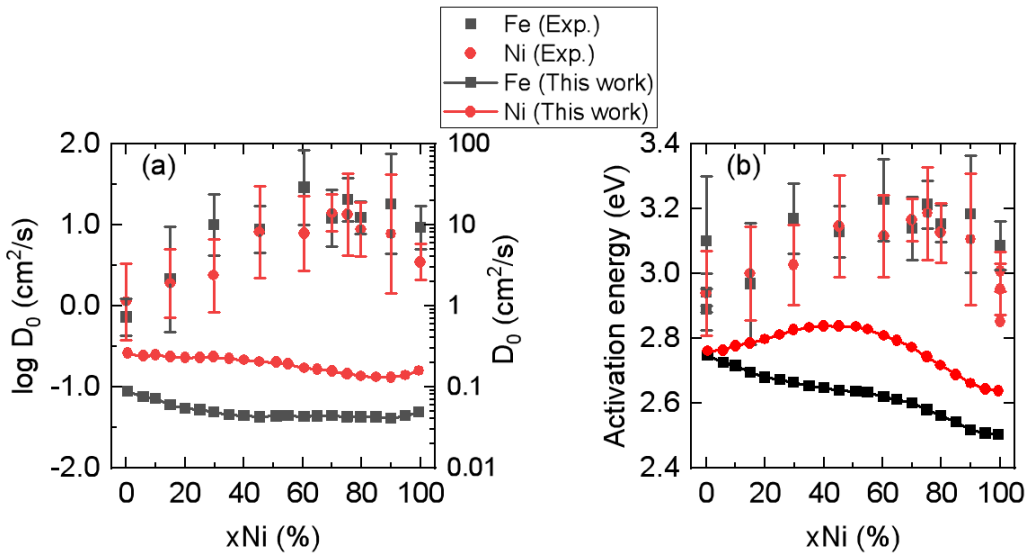 Fe (Exp.)
Ni (Exp.)
Fe (This work)
Ni (This work)
(a)
log D₀ (cm²/s)
2.0
1.0
0.0
-1.0
-2.0
100
10
1
0.1
0.01
D₀ (cm²/s)
0 20 40 60 80 100
xNi (%)
(b)
Activation energy (eV)
3.4
3.2
3.0
2.8
2.6
2.4
0 20 40 60 80 100
xNi (%)